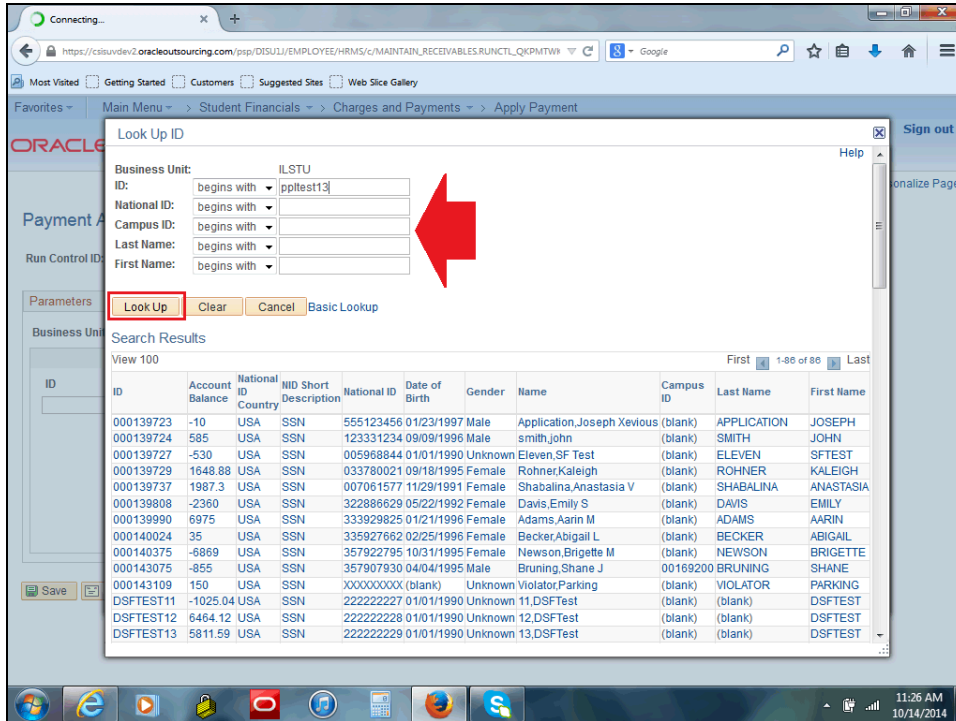 Connecting...
https://csisuvdev2.oracleoutsourcing.com/psp/DISU1J/EMPLOYEE/HRMS/c/MAINTAIN_RECEIVABLES.RUNCTL_QKPMTWK
Google
Most Visited Getting Started Customers Suggested Sites Web Slice Gallery
Favorites Main Menu > Student Financials > Charges and Payments > Apply Payment
ORACLE
Sign out
Look Up ID
Help
Business Unit: ILSTU
ID: begins with ppltest13
National ID: begins with
Campus ID: begins with
Last Name: begins with
First Name: begins with
Payment A
Run Control ID:
Parameters
Business Unit
ID
Save
onalize Page
Look Up Clear Cancel Basic Lookup
Search Results
View 100 First 1-86 of 86 Last
ID Account Balance National ID Country NID Short Description National ID Date of Birth Gender Name Campus ID Last Name First Name
000139723 -10 USA SSN 555123456 01/23/1997 Male Application,Joseph Xevious (blank) APPLICATION JOSEPH
000139724 585 USA SSN 123331234 09/09/1996 Male smith,john (blank) SMITH JOHN
000139727 -530 USA SSN 005968844 01/01/1990 Unknown Eleven,SF Test (blank) ELEVEN SFTEST
000139729 1648.88 USA SSN 033780021 09/18/1995 Female Rohner,Kaleigh (blank) ROHNER KALEIGH
000139737 1987.3 USA SSN 007061577 11/29/1991 Female Shabalina,Anastasia V (blank) SHABALINA ANASTASIA
000139808 -2360 USA SSN 322886629 05/22/1992 Female Davis,Emily S (blank) DAVIS EMILY
000139990 6975 USA SSN 333929825 01/21/1996 Female Adams,Aarin M (blank) ADAMS AARIN
000140024 35 USA SSN 335927662 02/25/1996 Female Becker,Abigail L (blank) BECKER ABIGAIL
000140375 -6869 USA SSN 357922795 10/31/1995 Female Newson,Brigette M (blank) NEWSON BRIGETTE
000143075 -855 USA SSN 357907930 04/04/1995 Male Bruning,Shane J 00169200 BRUNING SHANE
000143109 150 USA SSN XXXXXXXXX (blank) Unknown Violator,Parking (blank) VIOLATOR PARKING
DSFTEST11 -1025.04 USA SSN 222222227 01/01/1990 Unknown 11,DSFTest (blank) (blank) DSFTEST
DSFTEST12 6464.12 USA SSN 222222228 01/01/1990 Unknown 12,DSFTest (blank) (blank) DSFTEST
DSFTEST13 5811.59 USA SSN 222222229 01/01/1990 Unknown 13,DSFTest (blank) (blank) DSFTEST
11:26 AM
10/14/2014